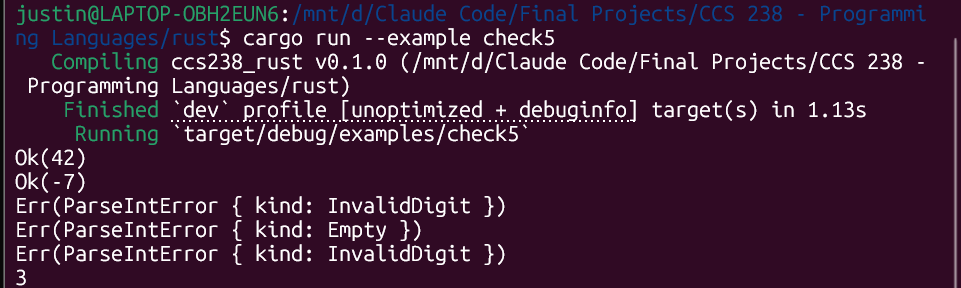 justin@LAPTOP-OBH2EUN6:/mnt/d/Claude Code/Final Projects/CCS 238 - Programmi
ng Languages/rust$ cargo run --example check5
   Compiling ccs238_rust v0.1.0 (/mnt/d/Claude Code/Final Projects/CCS 238 -
 Programming Languages/rust)
    Finished `dev` profile [unoptimized + debuginfo] target(s) in 1.13s
     Running `target/debug/examples/check5`
Ok(42)
Ok(-7)
Err(ParseIntError { kind: InvalidDigit })
Err(ParseIntError { kind: Empty })
Err(ParseIntError { kind: InvalidDigit })
3